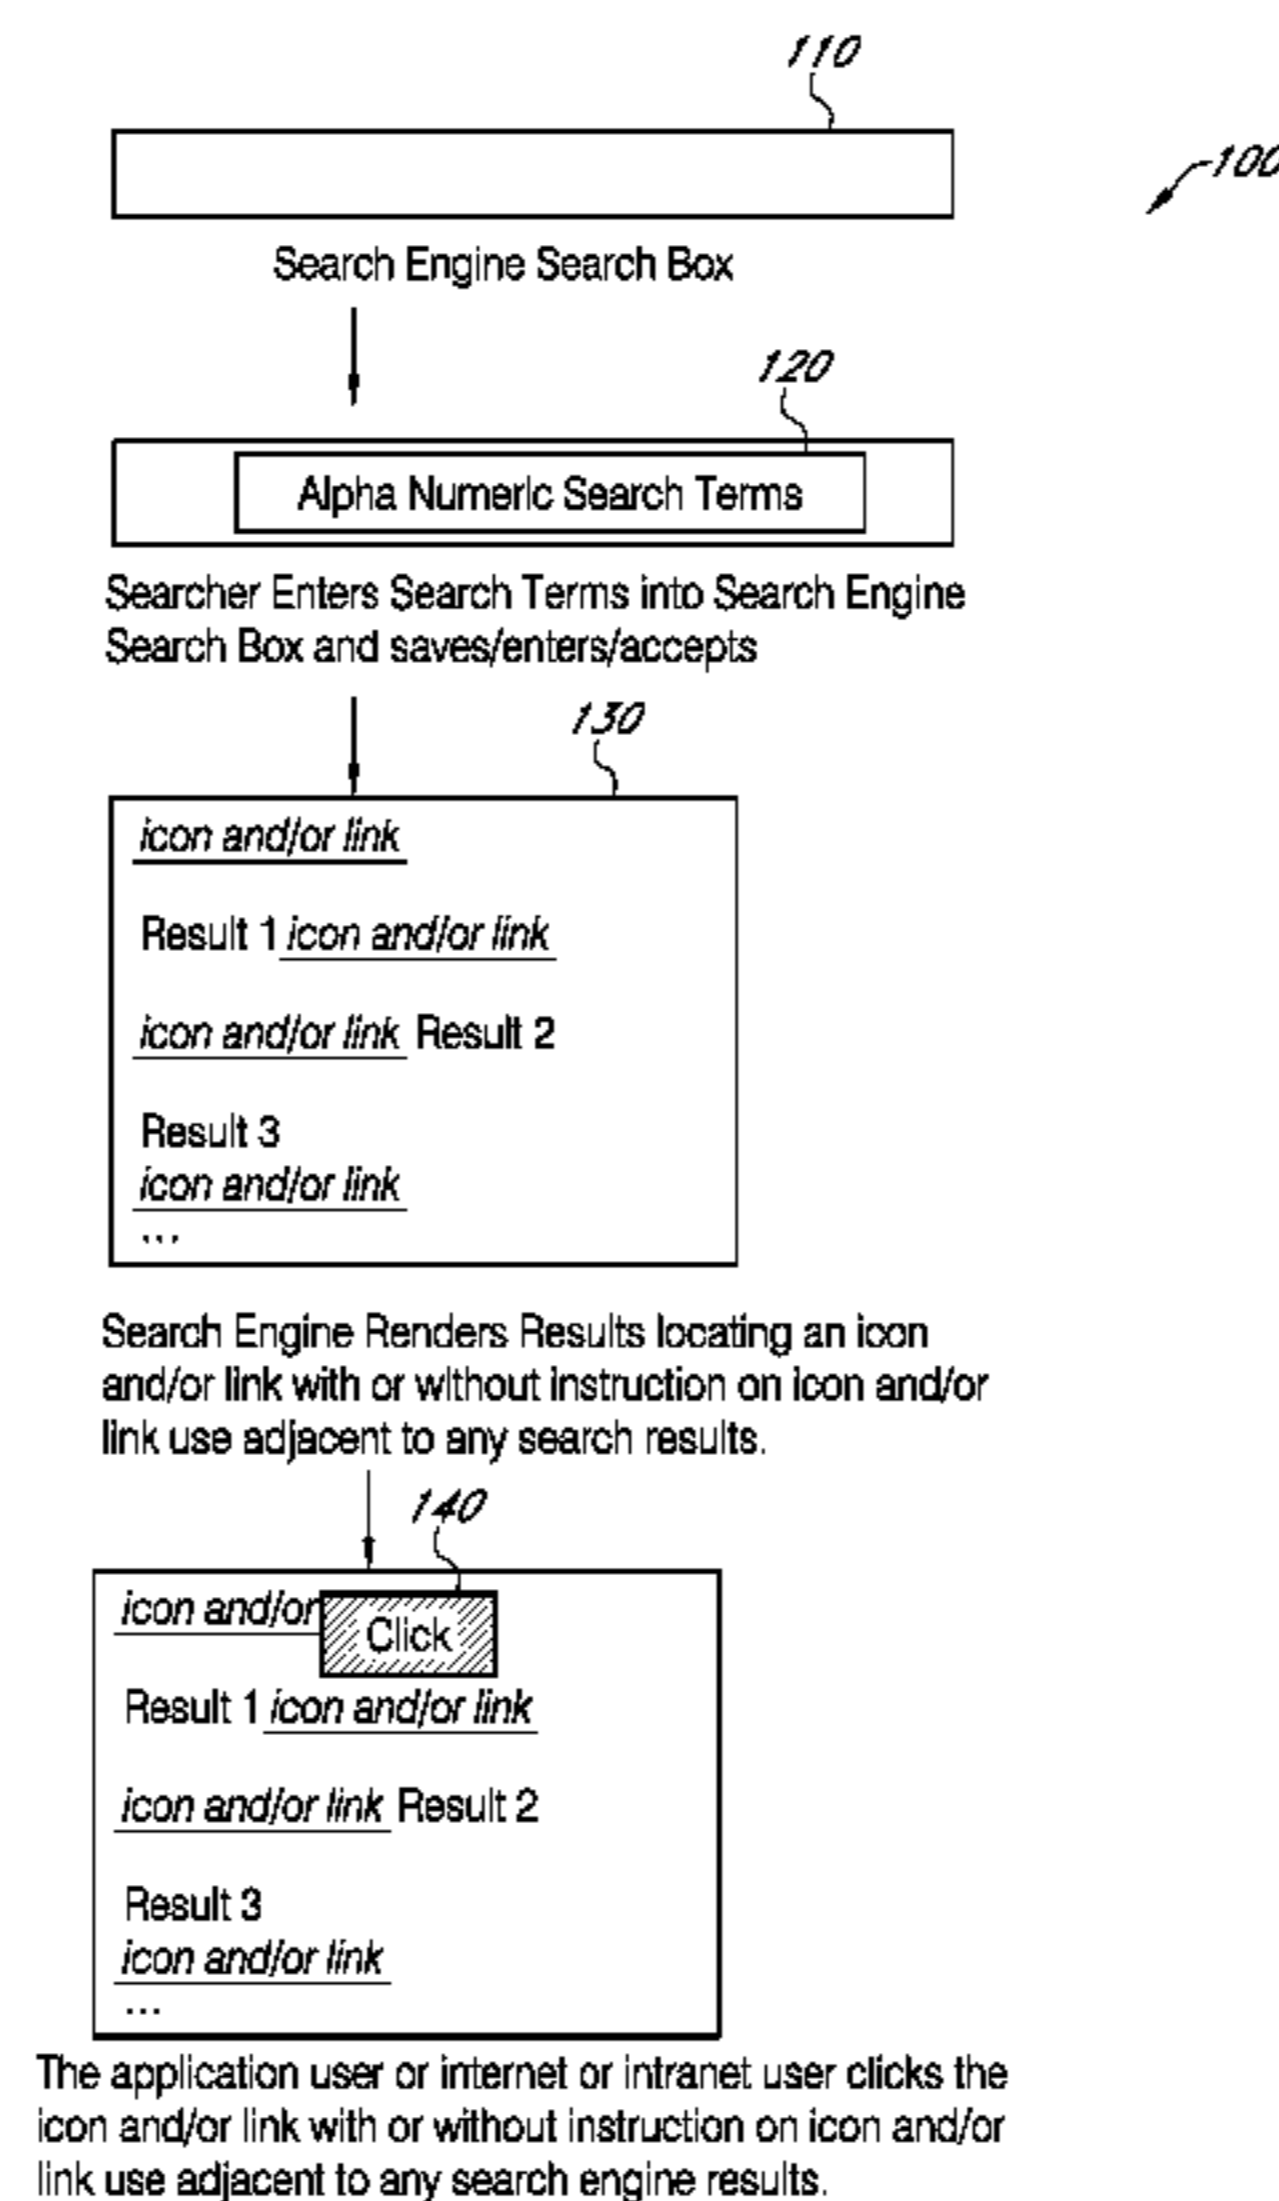 110
100
Search Engine Search Box
120
Alpha Numeric Search Terms
Searcher Enters Search Terms into Search Engine
Search Box and saves/enters/accepts
130
icon and/or link
Result 1 icon and/or link
icon and/or link Result 2
Result 3
icon and/or link
...
Search Engine Renders Results locating an icon
and/or link with or without instruction on icon and/or
link use adjacent to any search results.
140
icon and/or Click
Result 1 icon and/or link
icon and/or link Result 2
Result 3
icon and/or link
...
The application user or internet or intranet user clicks the
icon and/or link with or without instruction on icon and/or
link use adjacent to any search engine results.